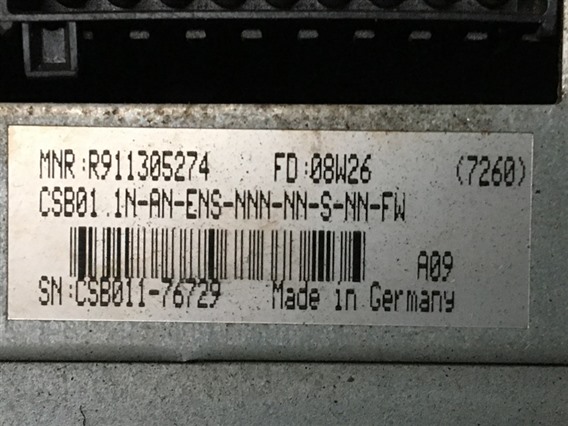 MNR:R911305274 FD:08W26 (7260)
CSB01.1N-AN-ENS-NNN-NN-S-NN-FW
A09
SN:CSB011-76729 Made in Germany